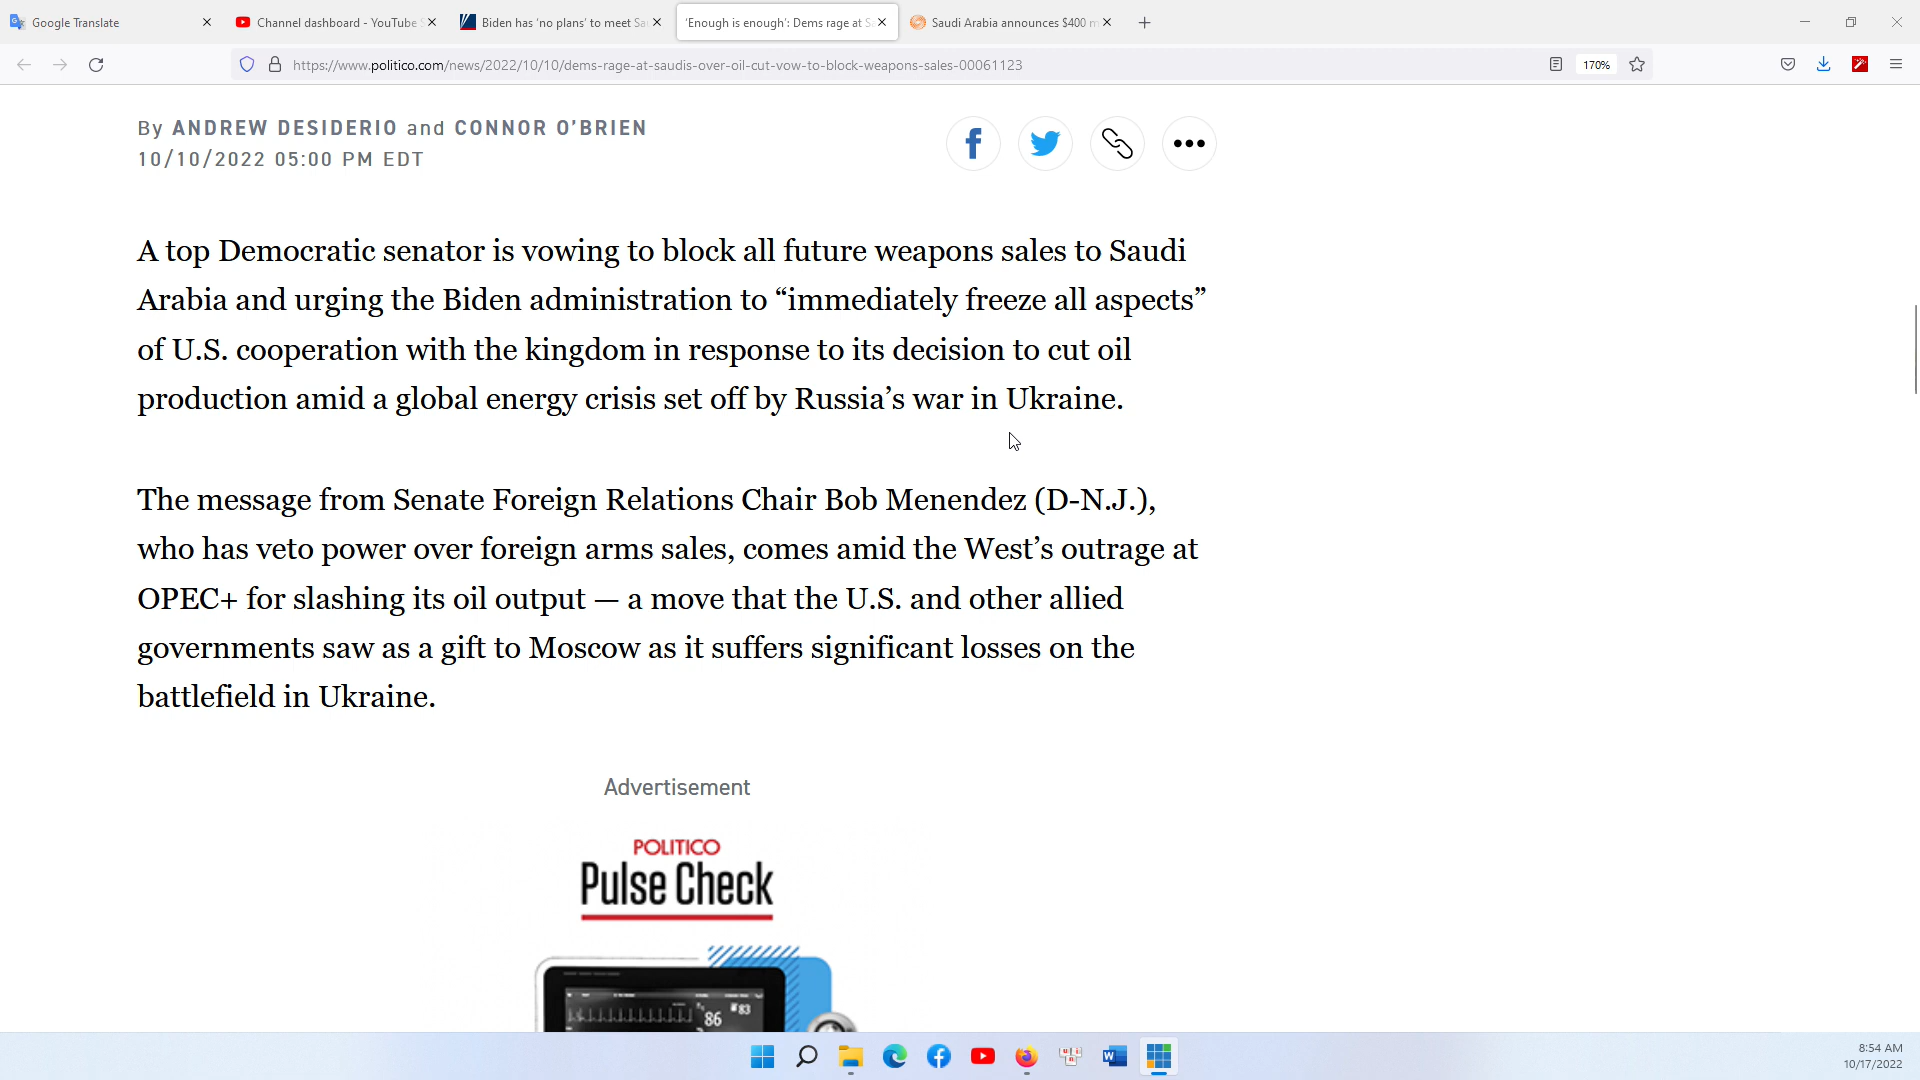 Google Translate
Channel dashboard - YouTube S
Biden has 'no plans' to meet Sau
'Enough is enough': Dems rage at Sa
Saudi Arabia announces $400 m
https://www.politico.com/news/2022/10/10/dems-rage-at-saudis-over-oil-cut-vow-to-block-weapons-sales-00061123
170%
By ANDREW DESIDERIO and CONNOR O’BRIEN
10/10/2022 05:00 PM EDT
A top Democratic senator is vowing to block all future weapons sales to Saudi
Arabia and urging the Biden administration to “immediately freeze all aspects”
of U.S. cooperation with the kingdom in response to its decision to cut oil
production amid a global energy crisis set off by Russia’s war in Ukraine.
The message from Senate Foreign Relations Chair Bob Menendez (D-N.J.),
who has veto power over foreign arms sales, comes amid the West’s outrage at
OPEC+ for slashing its oil output — a move that the U.S. and other allied
governments saw as a gift to Moscow as it suffers significant losses on the
battlefield in Ukraine.
Advertisement
POLITICO
Pulse Check
86
83
8:54 AM
10/17/2022